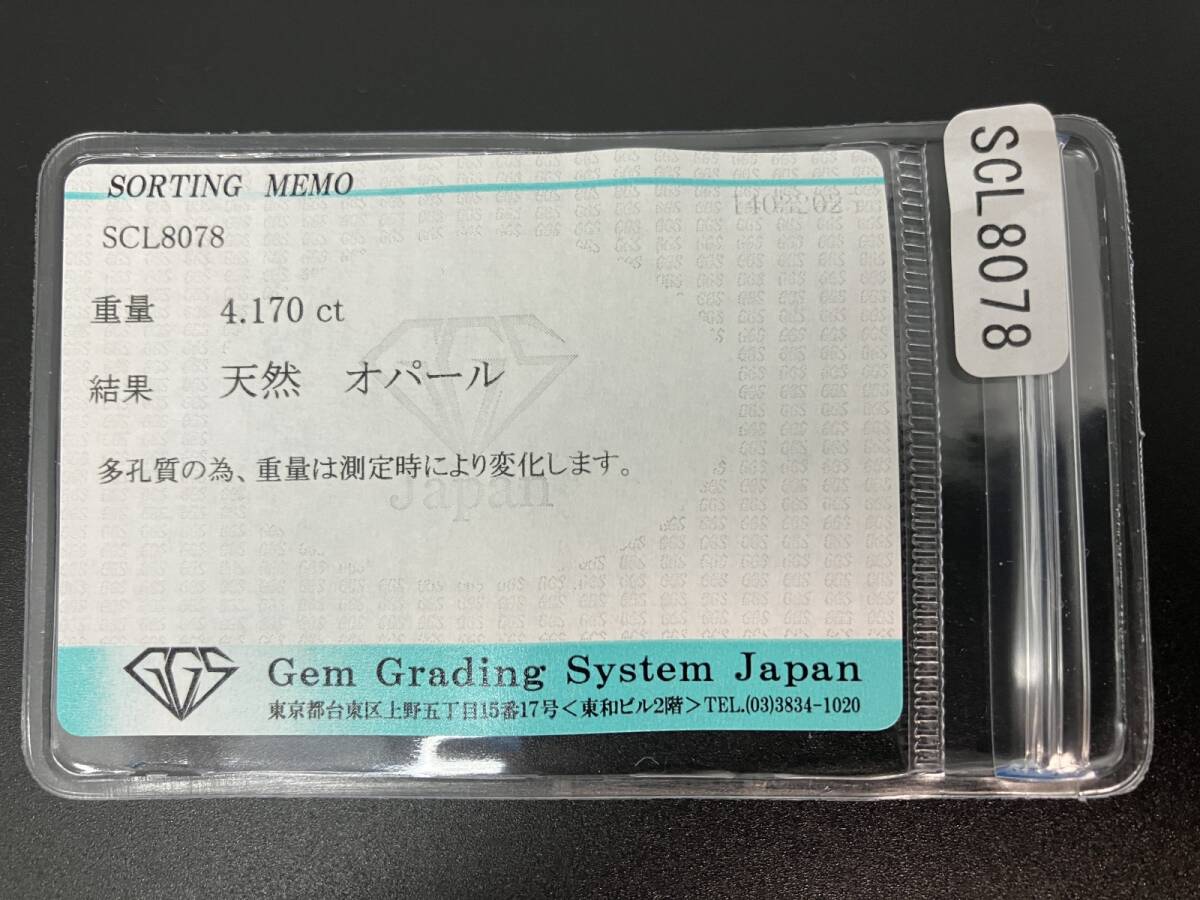 SORTING MEMO
SCL8078
重量 4.170 ct
結果 天然 オパール
多孔質の為、重量は測定時により変化します。
Japan
GGS
Gem Grading System Japan
東京都台東区上野五丁目15番17号<東和ビル2階>TEL.(03)3834-1020
SCL8078